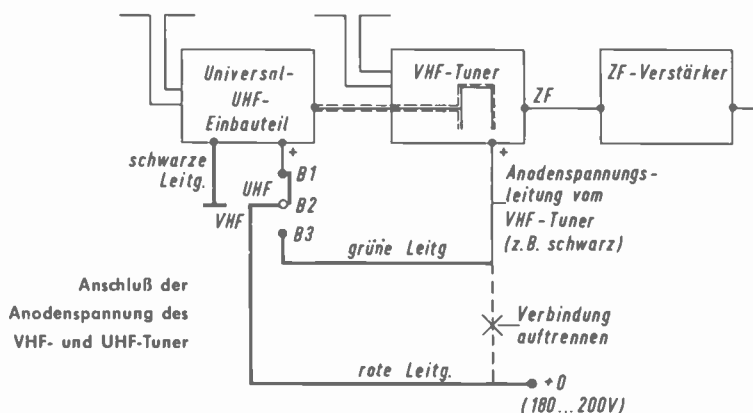 Universal-
UHF-
Einbauteil
VHF-Tuner
ZF
ZF-Verstärker
schwarze
Leitg.
+
+
UHF
B1
B2
VHF
B3
grüne Leitg
Anodenspannungs-
leitung vom
VHF-Tuner
(z.B. schwarz)
Anschluß der
Anodenspannung des
VHF- und UHF-Tuner
Verbindung
auftrennen
rote Leitg.
+0
(180...200V)